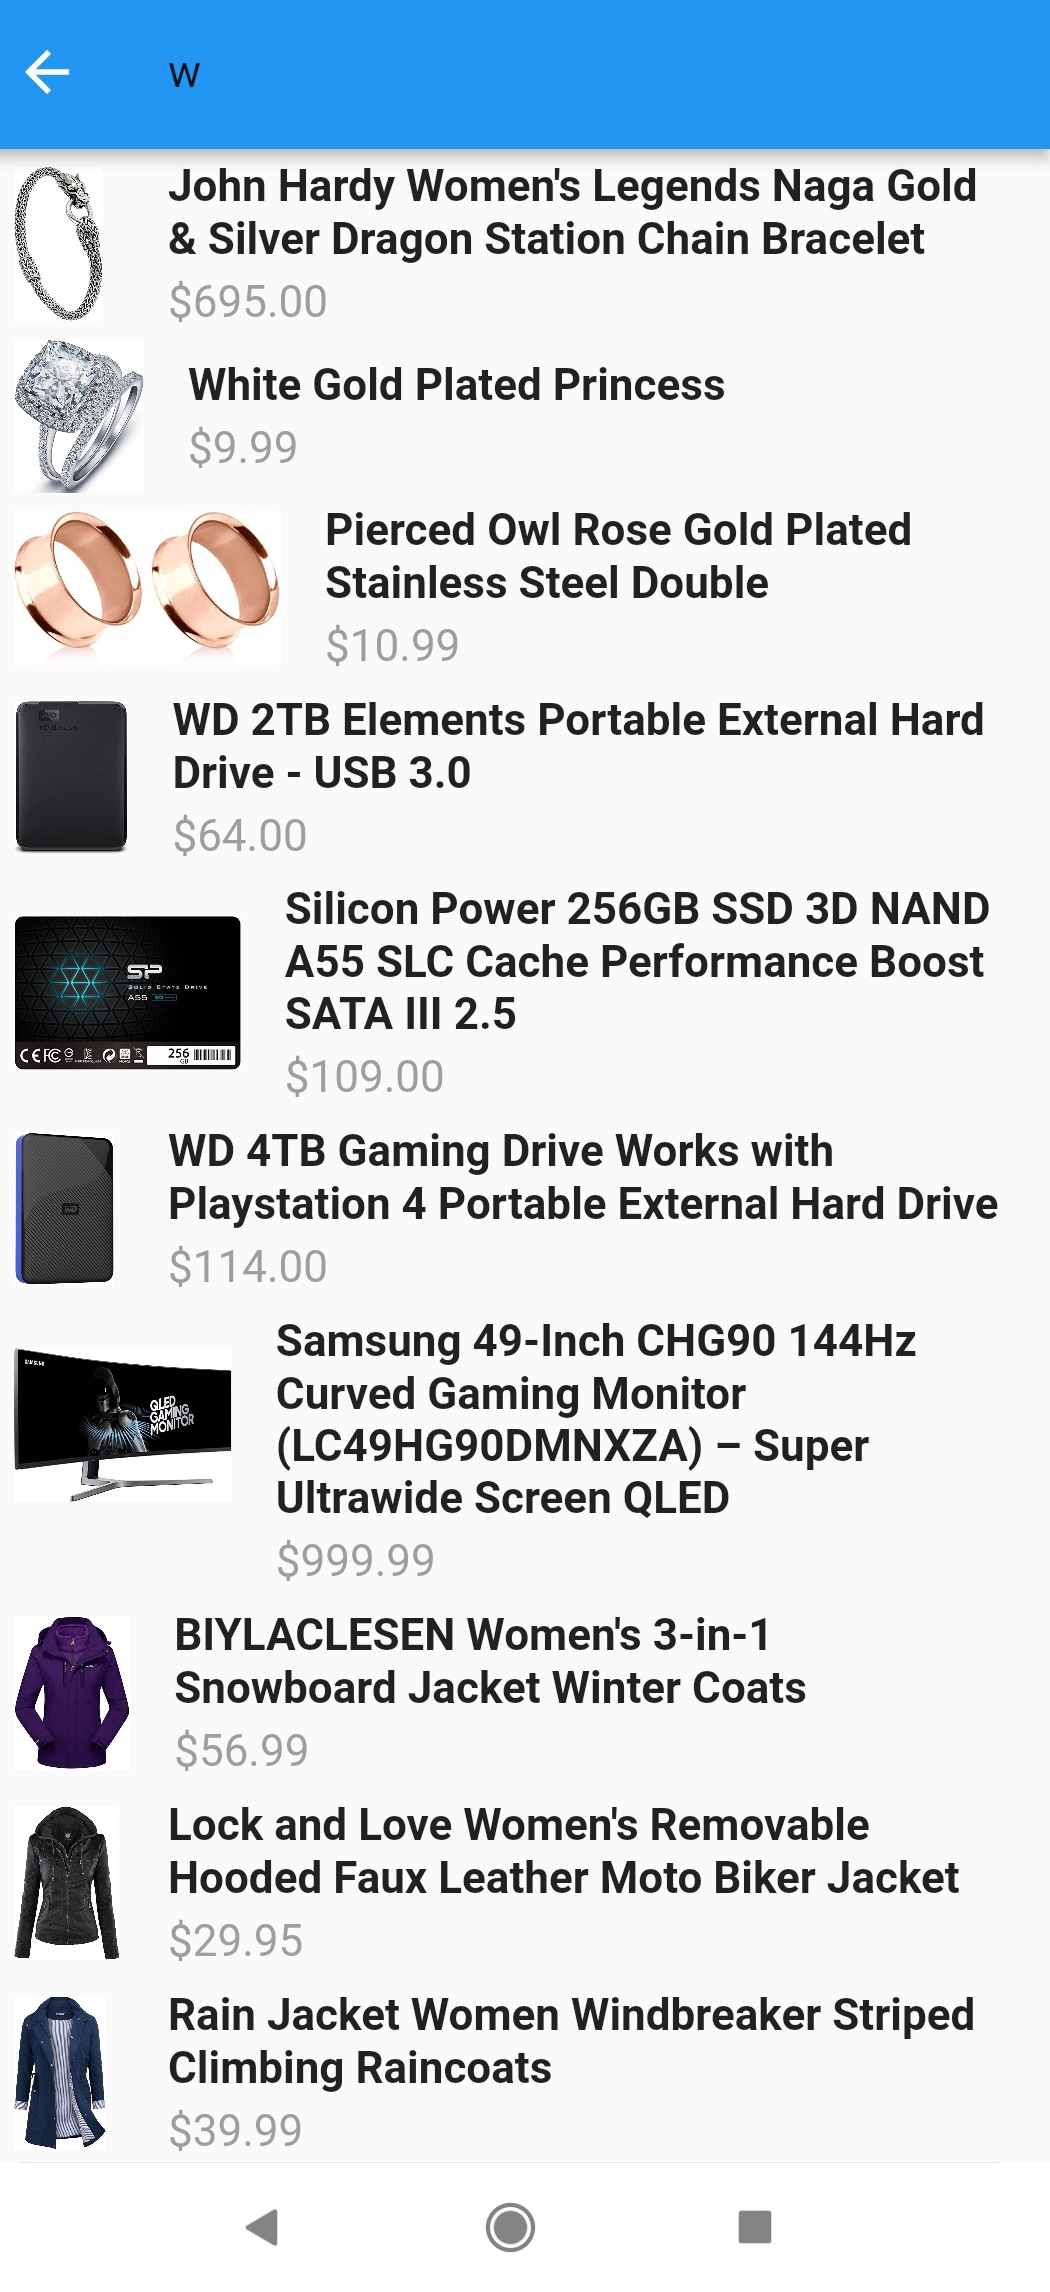 w
John Hardy Women's Legends Naga Gold
& Silver Dragon Station Chain Bracelet
$695.00
White Gold Plated Princess
$9.99
Pierced Owl Rose Gold Plated
Stainless Steel Double
$10.99
WD 2TB Elements Portable External Hard
Drive - USB 3.0
$64.00
Silicon Power 256GB SSD 3D NAND
A55 SLC Cache Performance Boost
SATA III 2.5
$109.00
SP
SOLID STATE DRIVE
A55
256
GB
WD 4TB Gaming Drive Works with
Playstation 4 Portable External Hard Drive
$114.00
WD
Samsung 49-Inch CHG90 144Hz
Curved Gaming Monitor
(LC49HG90DMNXZA) – Super
Ultrawide Screen QLED
$999.99
SAMSUNG
QLED
GAMING
MONITOR
BIYLACLESEN Women's 3-in-1
Snowboard Jacket Winter Coats
$56.99
Lock and Love Women's Removable
Hooded Faux Leather Moto Biker Jacket
$29.95
Rain Jacket Women Windbreaker Striped
Climbing Raincoats
$39.99